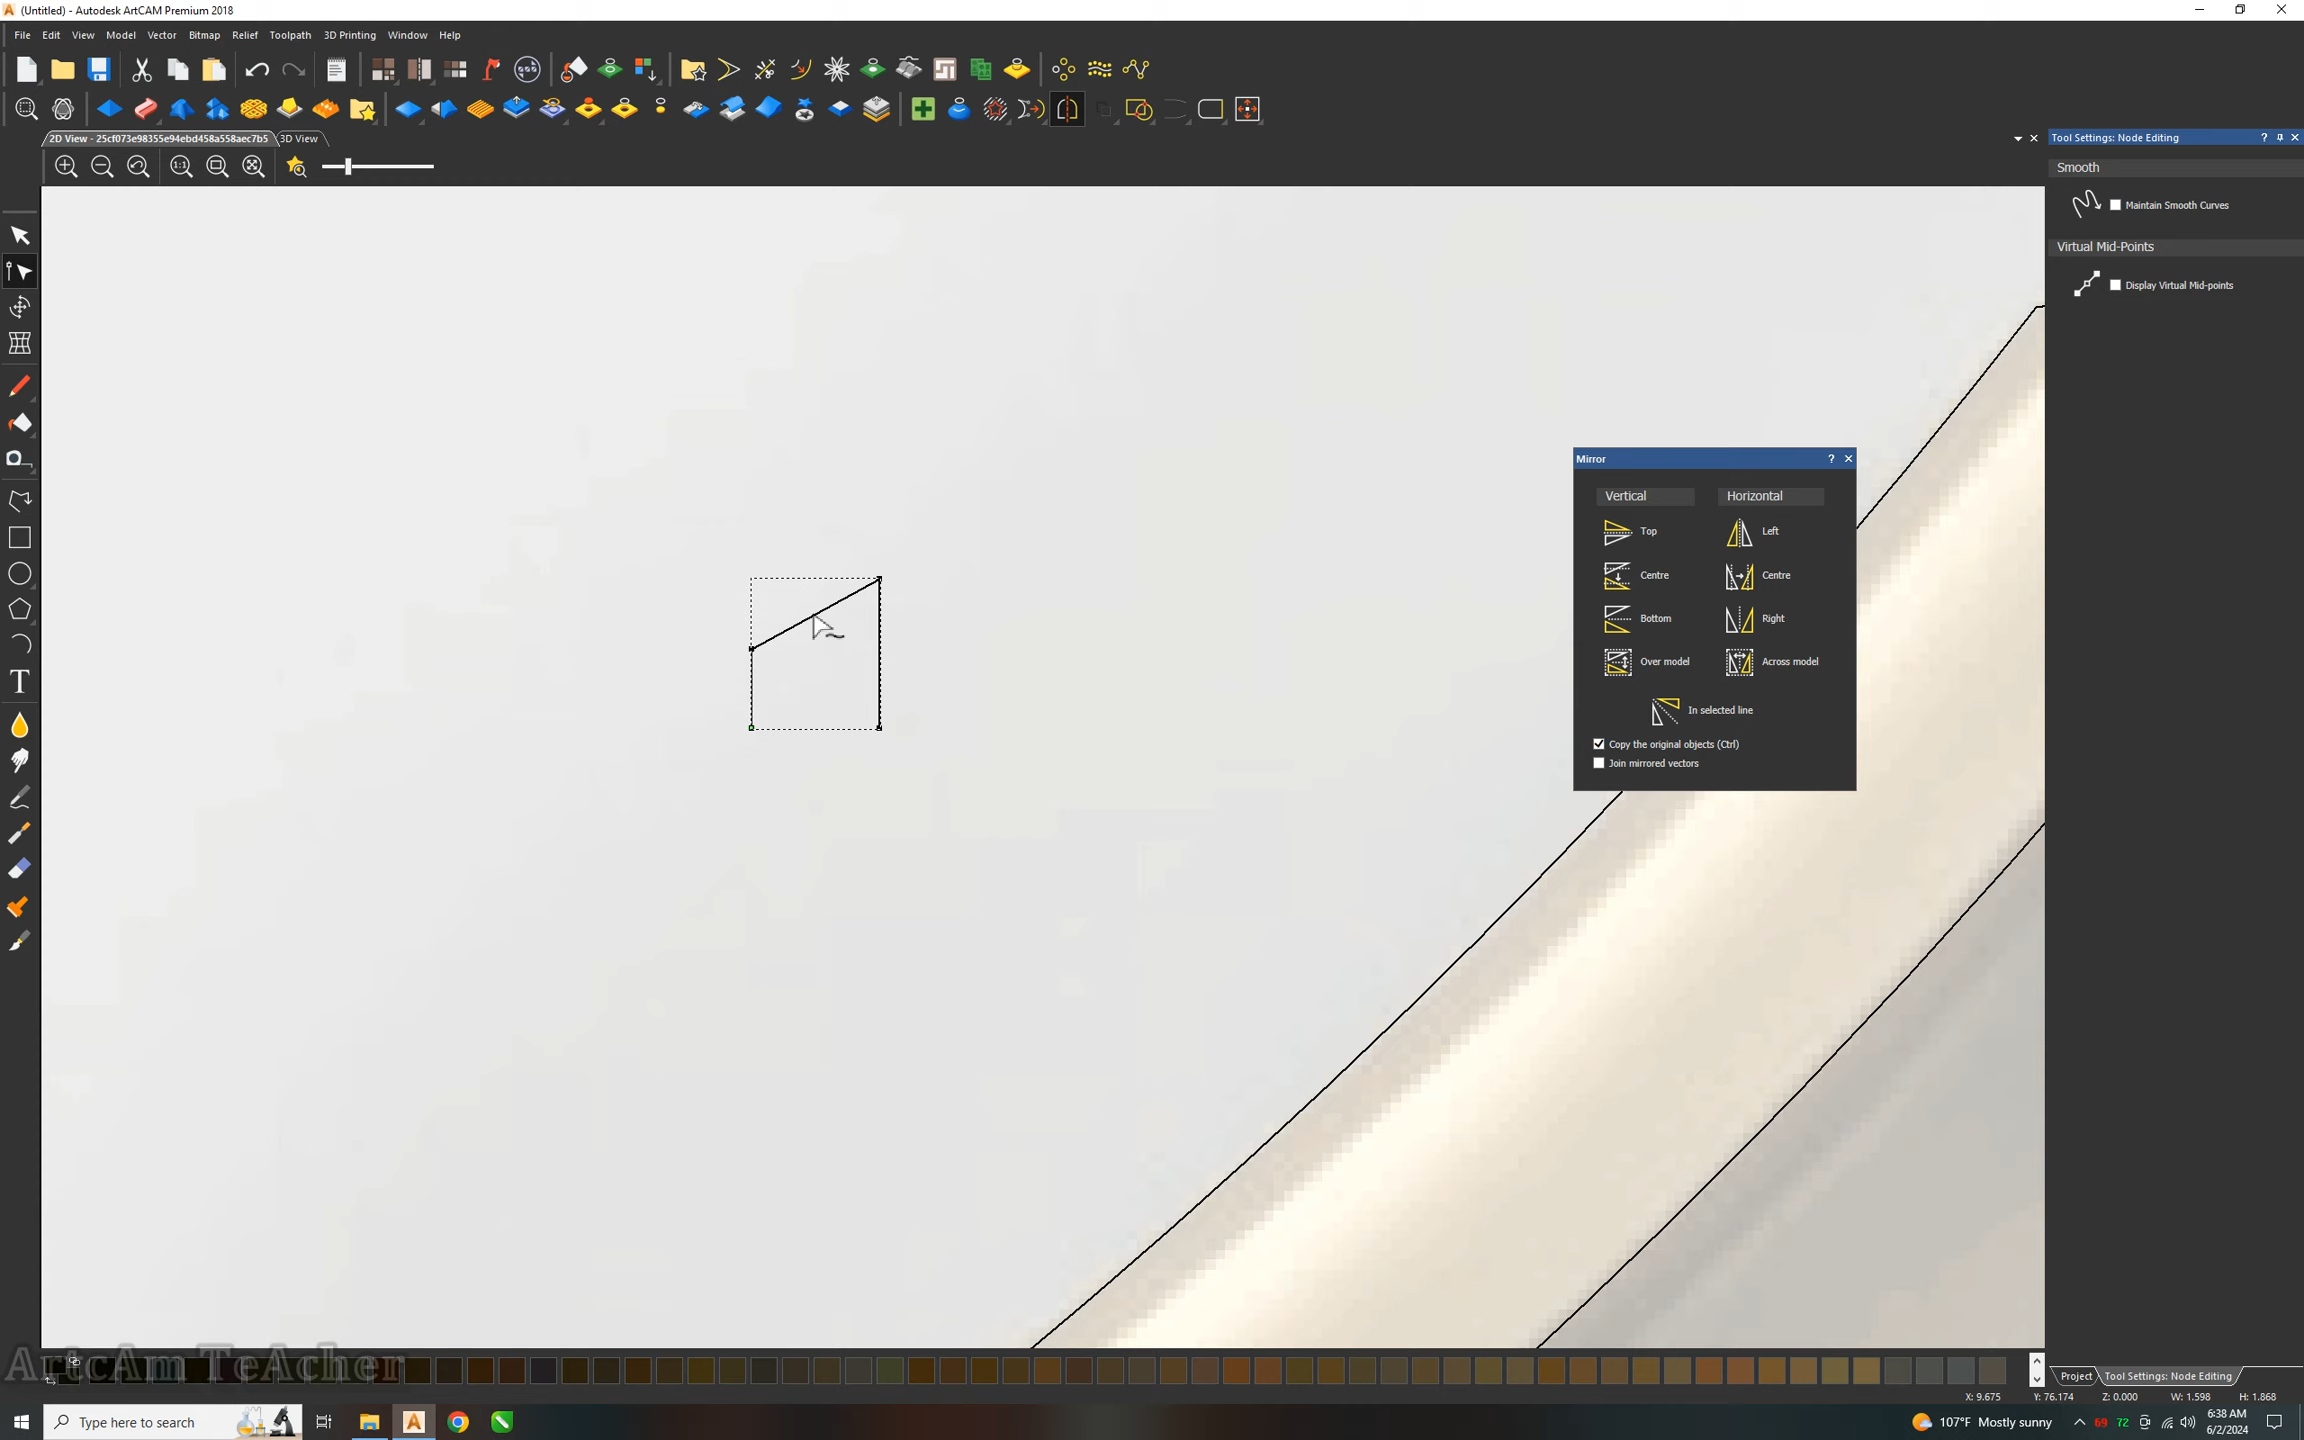 (Untitled) - Autodesk ArtCAM Premium 2018
File Edit View Model Vector Bitmap Relief Toolpath 3D Printing Window Help
2D View - 25cf073e98355e94ebd458a558aec7b5 3D View
Tool Settings: Node Editing
1:1
Smooth
Maintain Smooth Curves
Virtual Mid-Points
Display Virtual Mid-points
Mirror
Vertical Horizontal
Top Left
Centre Centre
Bottom Right
Over model Across model
In selected line
Copy the original objects (Ctrl)
Join mirrored vectors
ArtcAm TeAcher
Project Tool Settings: Node Editing
X: 9.675 Y: 76.174 Z: 0.000 W: 1.598 H: 1.868
Type here to search
107°F Mostly sunny
69 72
6:38 AM
6/2/2024